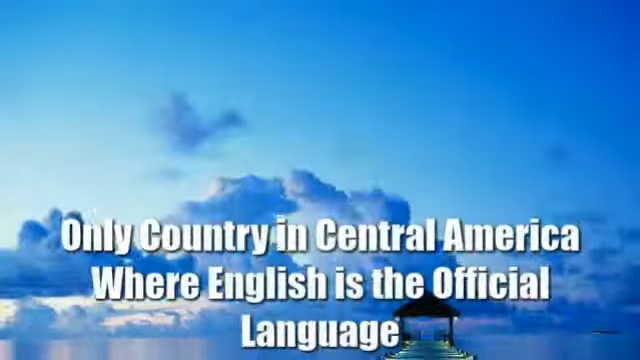 Only Country in Central America
Where English is the Official
Language